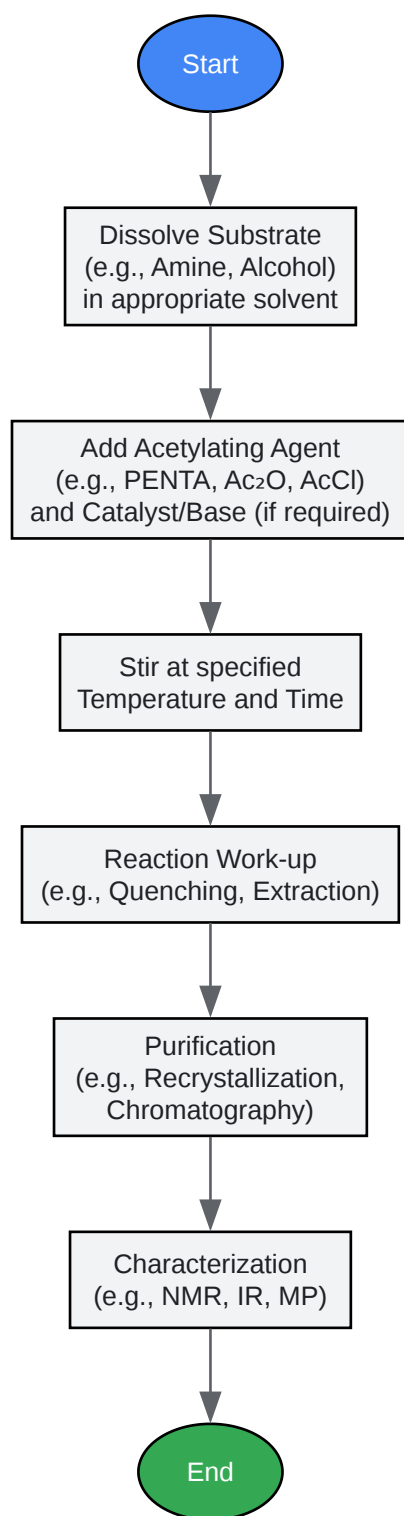 Start
Dissolve Substrate
(e.g., Amine, Alcohol)
in appropriate solvent
Add Acetylating Agent
(e.g., PENTA, Ac₂O, AcCl)
and Catalyst/Base (if required)
Stir at specified
Temperature and Time
Reaction Work-up
(e.g., Quenching, Extraction)
Purification
(e.g., Recrystallization,
Chromatography)
Characterization
(e.g., NMR, IR, MP)
End